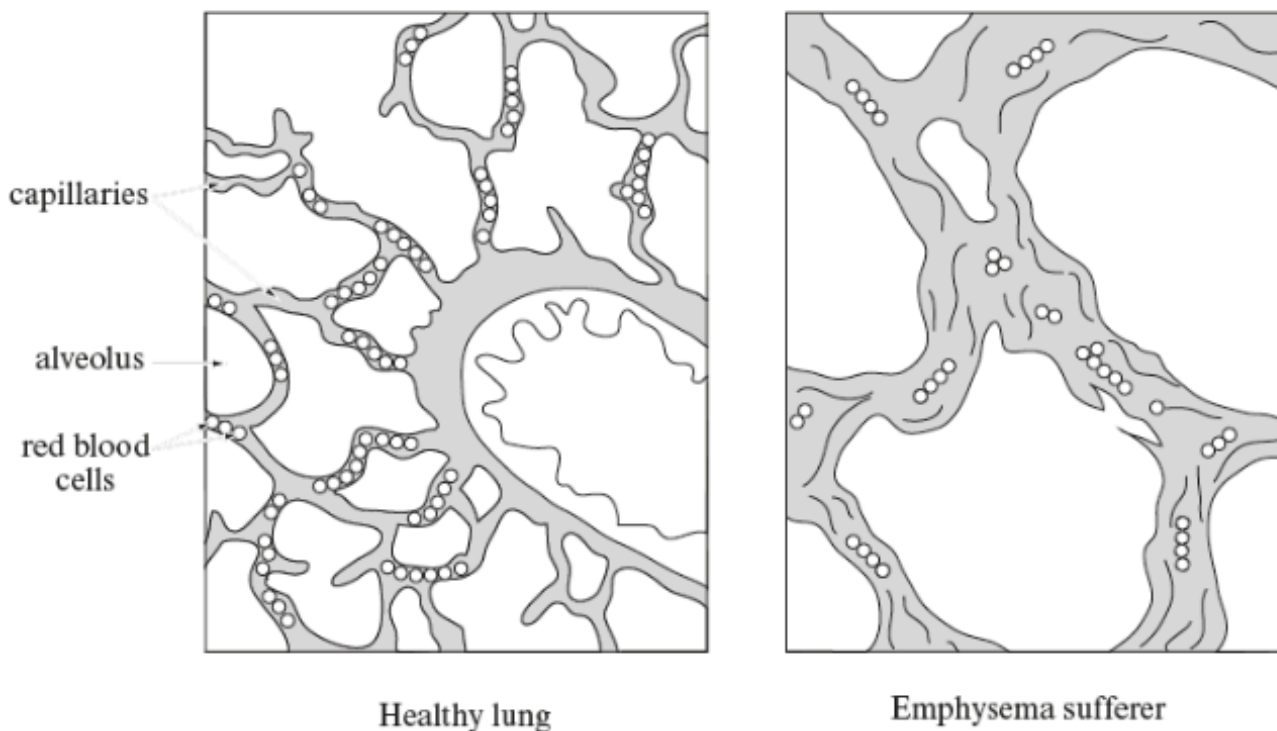 capillaries
alveolus
red blood
cells
Healthy lung
Emphysema sufferer